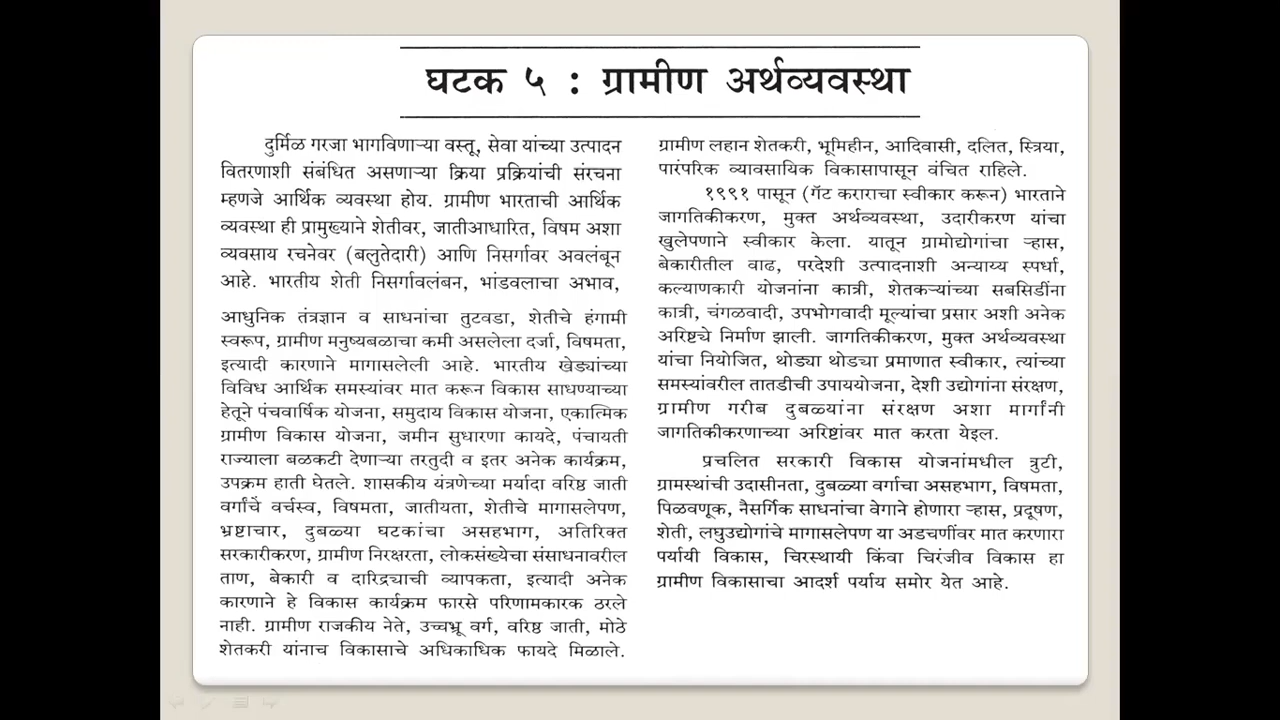 घटक ५ : ग्रामीण अर्थव्यवस्था
दुर्मिळ गरजा भागविणाऱ्या वस्तू, सेवा यांच्या उत्पादन
वितरणाशी संबंधित असणाऱ्या क्रिया प्रक्रियांची संरचना
म्हणजे आर्थिक व्यवस्था होय. ग्रामीण भारताची आर्थिक
व्यवस्था ही प्रामुख्याने शेतीवर, जातीआधारित, विषम अशा
व्यवसाय रचनेवर (बलुतेदारी) आणि निसर्गावर अवलंबून
आहे. भारतीय शेती निसर्गावलंबन, भांडवलाचा अभाव,
आधुनिक तंत्रज्ञान व साधनांचा तुटवडा, शेतीचे हंगामी
स्वरूप, ग्रामीण मनुष्यबळाचा कमी असलेला दर्जा, विषमता,
इत्यादी कारणाने मागासलेली आहे. भारतीय खेड्यांच्या
विविध आर्थिक समस्यांवर मात करून विकास साधण्याच्या
हेतूने पंचवार्षिक योजना, समुदाय विकास योजना, एकात्मिक
ग्रामीण विकास योजना, जमीन सुधारणा कायदे, पंचायती
राज्याला बळकटी देणाऱ्या तरतुदी व इतर अनेक कार्यक्रम,
उपक्रम हाती घेतले. शासकीय यंत्रणेच्या मर्यादा वरिष्ठ जाती
वर्गांचे वर्चस्व, विषमता, जातीयता, शेतीचे मागासलेपण,
भ्रष्टाचार, दुबळ्या घटकांचा असहभाग, अतिरिक्त
सरकारीकरण, ग्रामीण निरक्षरता, लोकसंख्येचा संसाधनावरील
ताण, बेकारी व दारिद्र्याची व्यापकता, इत्यादी अनेक
कारणाने हे विकास कार्यक्रम फारसे परिणामकारक ठरले
नाही. ग्रामीण राजकीय नेते, उच्चभ्रू वर्ग, वरिष्ठ जाती, मोठे
शेतकरी यांनाच विकासाचे अधिकाधिक फायदे मिळाले.
ग्रामीण लहान शेतकरी, भूमिहीन, आदिवासी, दलित, स्त्रिया,
पारंपरिक व्यावसायिक विकासापासून वंचित राहिले.
१९९१ पासून (गॅट कराराचा स्वीकार करून) भारताने
जागतिकीकरण, मुक्त अर्थव्यवस्था, उदारीकरण यांचा
खुलेपणाने स्वीकार केला. यातून ग्रामोद्योगांचा ऱ्हास,
बेकारीतील वाढ, परदेशी उत्पादनाशी अन्याय्य स्पर्धा,
कल्याणकारी योजनांना कात्री, शेतकऱ्यांच्या सबसिडींना
कात्री, चंगळवादी, उपभोगवादी मूल्यांचा प्रसार अशी अनेक
अरिष्ट्ये निर्माण झाली. जागतिकीकरण, मुक्त अर्थव्यवस्था
यांचा नियोजित, थोड्या थोड्या प्रमाणात स्वीकार, त्यांच्या
समस्यांवरील तातडीची उपाययोजना, देशी उद्योगांना संरक्षण,
ग्रामीण गरीब दुबळ्यांना संरक्षण अशा मार्गांनी
जागतिकीकरणाच्या अरिष्टांवर मात करता येइल.
प्रचलित सरकारी विकास योजनांमधील त्रुटी,
ग्रामस्थांची उदासीनता, दुबळ्या वर्गाचा असहभाग, विषमता,
पिळवणूक, नैसर्गिक साधनांचा वेगाने होणारा ऱ्हास, प्रदूषण,
शेती, लघुउद्योगांचे मागासलेपण या अडचणींवर मात करणारा
पर्यायी विकास, चिरस्थायी किंवा चिरंजीव विकास हा
ग्रामीण विकासाचा आदर्श पर्याय समोर येत आहे.